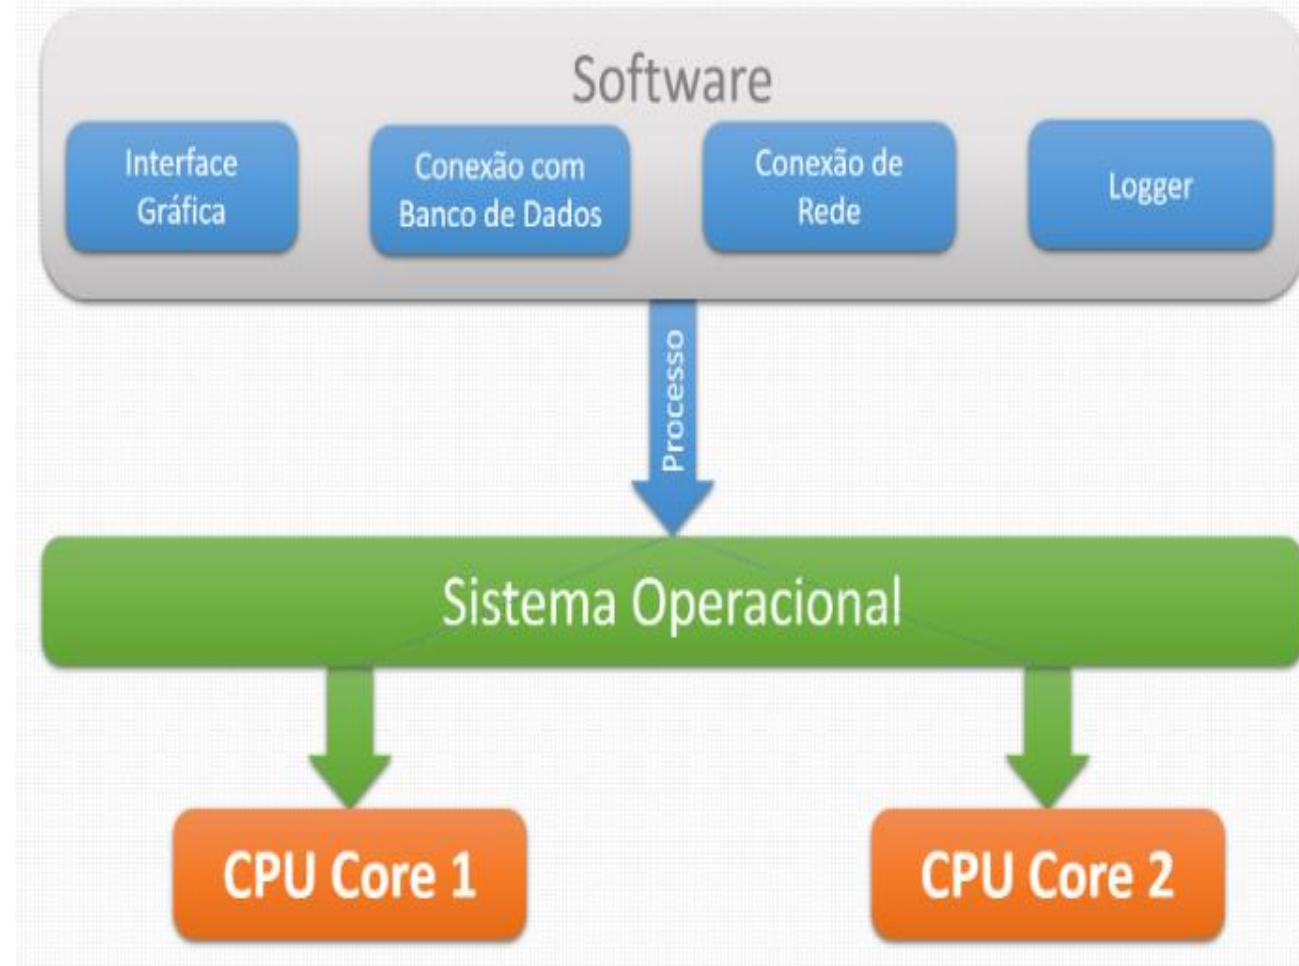 Software
Interface
Gráfica
Conexão com
Banco de Dados
Conexão de
Rede
Logger
Processo
Sistema Operacional
CPU Core 1
CPU Core 2